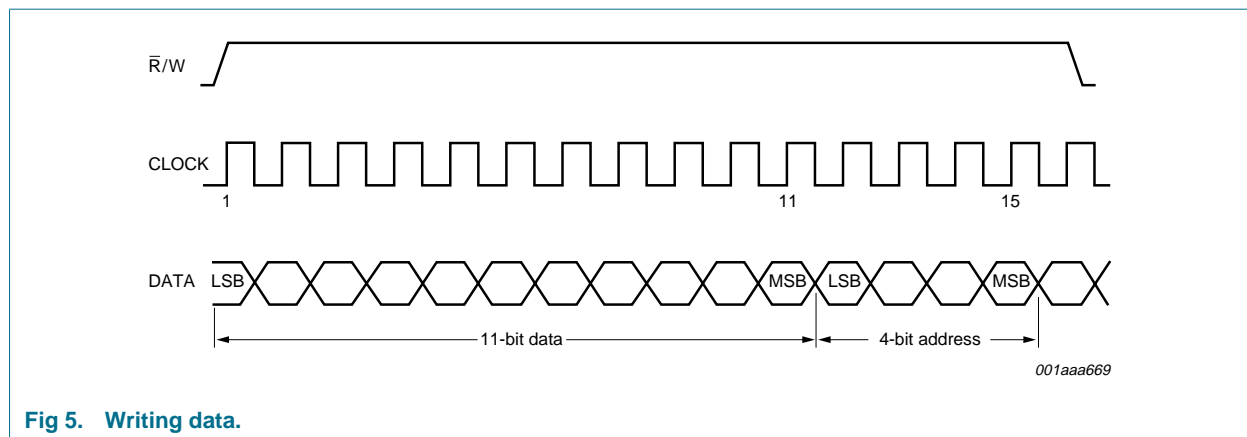 R̅/W
CLOCK
1 11 15
DATA LSB MSB LSB MSB
11-bit data 4-bit address
001aaa669
Fig 5. Writing data.